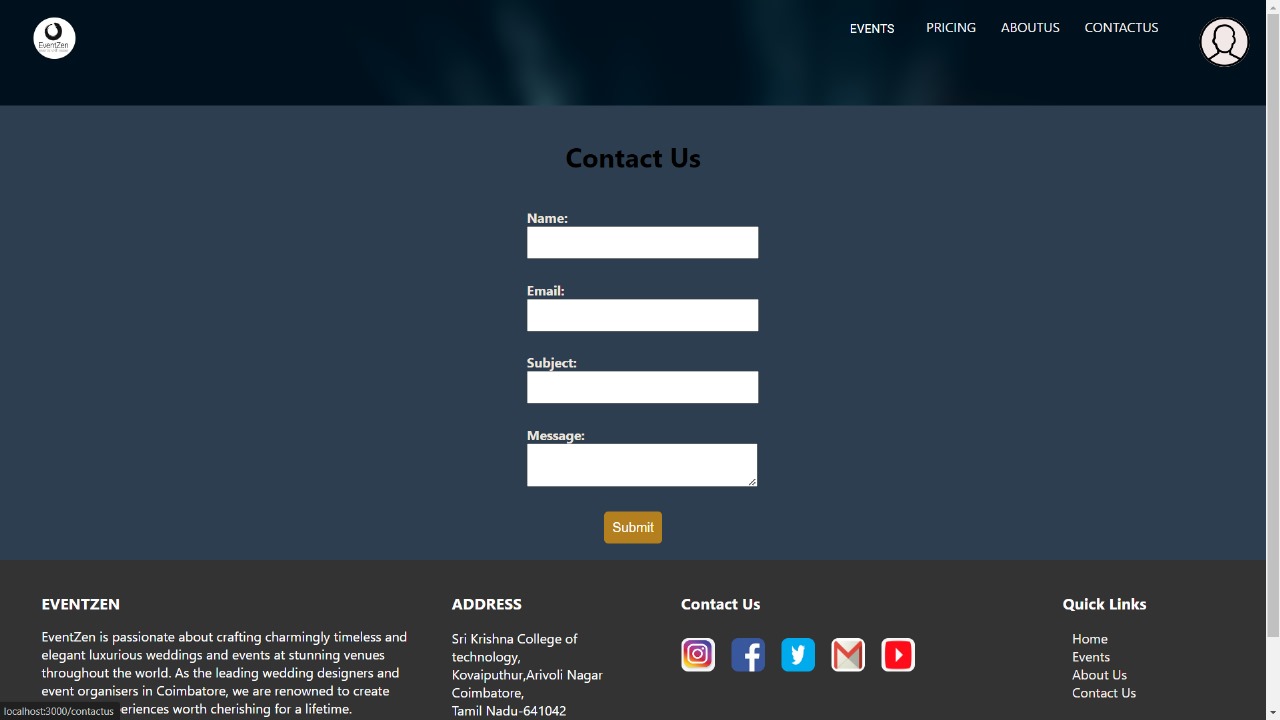 EventZen
EVENTS
PRICING
ABOUTUS
CONTACTUS
Contact Us
Name:
Email:
Subject:
Message:
Submit
EVENTZEN
EventZen is passionate about crafting charmingly timeless and
elegant luxurious weddings and events at stunning venues
throughout the world. As the leading wedding designers and
event organisers in Coimbatore, we are renowned to create
eriences worth cherishing for a lifetime.
ADDRESS
Sri Krishna College of
technology,
Kovaiputhur,Arivoli Nagar
Coimbatore,
Tamil Nadu-641042
Contact Us
Quick Links
Home
Events
About Us
Contact Us
localhost:3000/contactus